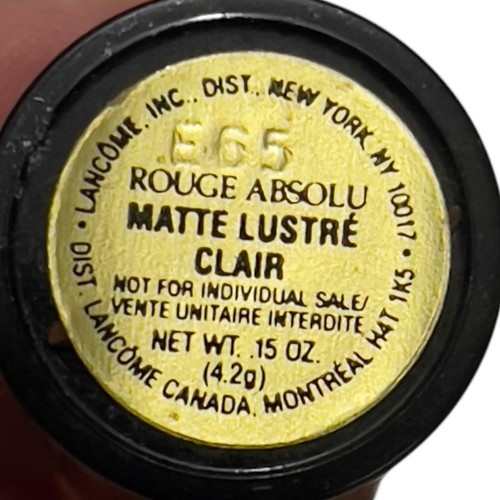 LANCÔME, INC., DIST., NEW YORK, NY 10017 •
E65
ROUGE ABSOLU
MATTE LUSTRÉ
CLAIR
NOT FOR INDIVIDUAL SALE/
VENTE UNITAIRE INTERDITE
NET WT. .15 OZ.
(4.2g)
DIST. LANCÔME CANADA, MONTRÉAL H4T 1K5 •